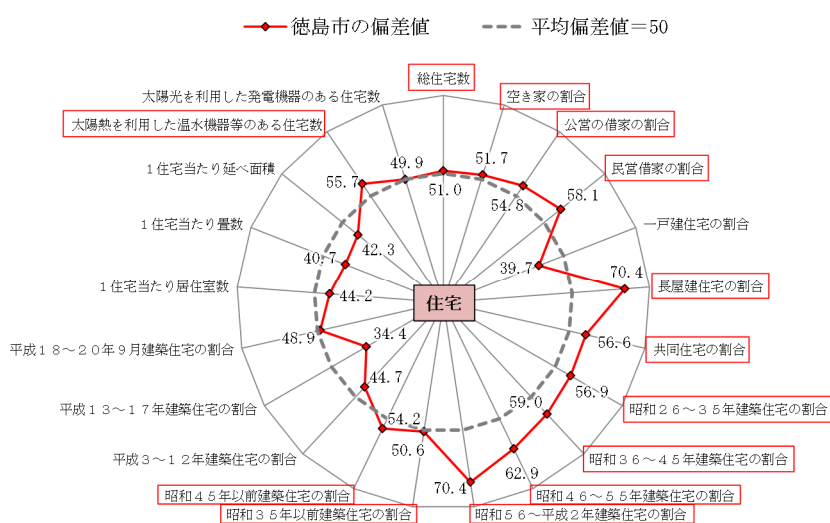 徳島市の偏差値
平均偏差値=50
総住宅数
空き家の割合
公営の借家の割合
民営借家の割合
一戸建住宅の割合
長屋建住宅の割合
共同住宅の割合
昭和26~35年建築住宅の割合
昭和36~45年建築住宅の割合
昭和46~55年建築住宅の割合
昭和56~平成2年建築住宅の割合
昭和35年以前建築住宅の割合
昭和45年以前建築住宅の割合
平成3~12年建築住宅の割合
平成13~17年建築住宅の割合
平成18~20年9月建築住宅の割合
1住宅当たり居住室数
1住宅当たり畳数
1住宅当たり延べ面積
太陽熱を利用した温水機器等のある住宅数
太陽光を利用した発電機器のある住宅数
51.0
51.7
54.8
58.1
39.7
70.4
56.6
56.9
59.0
62.9
70.4
50.6
54.2
44.7
34.4
48.9
44.2
40.7
42.3
55.7
49.9
住宅